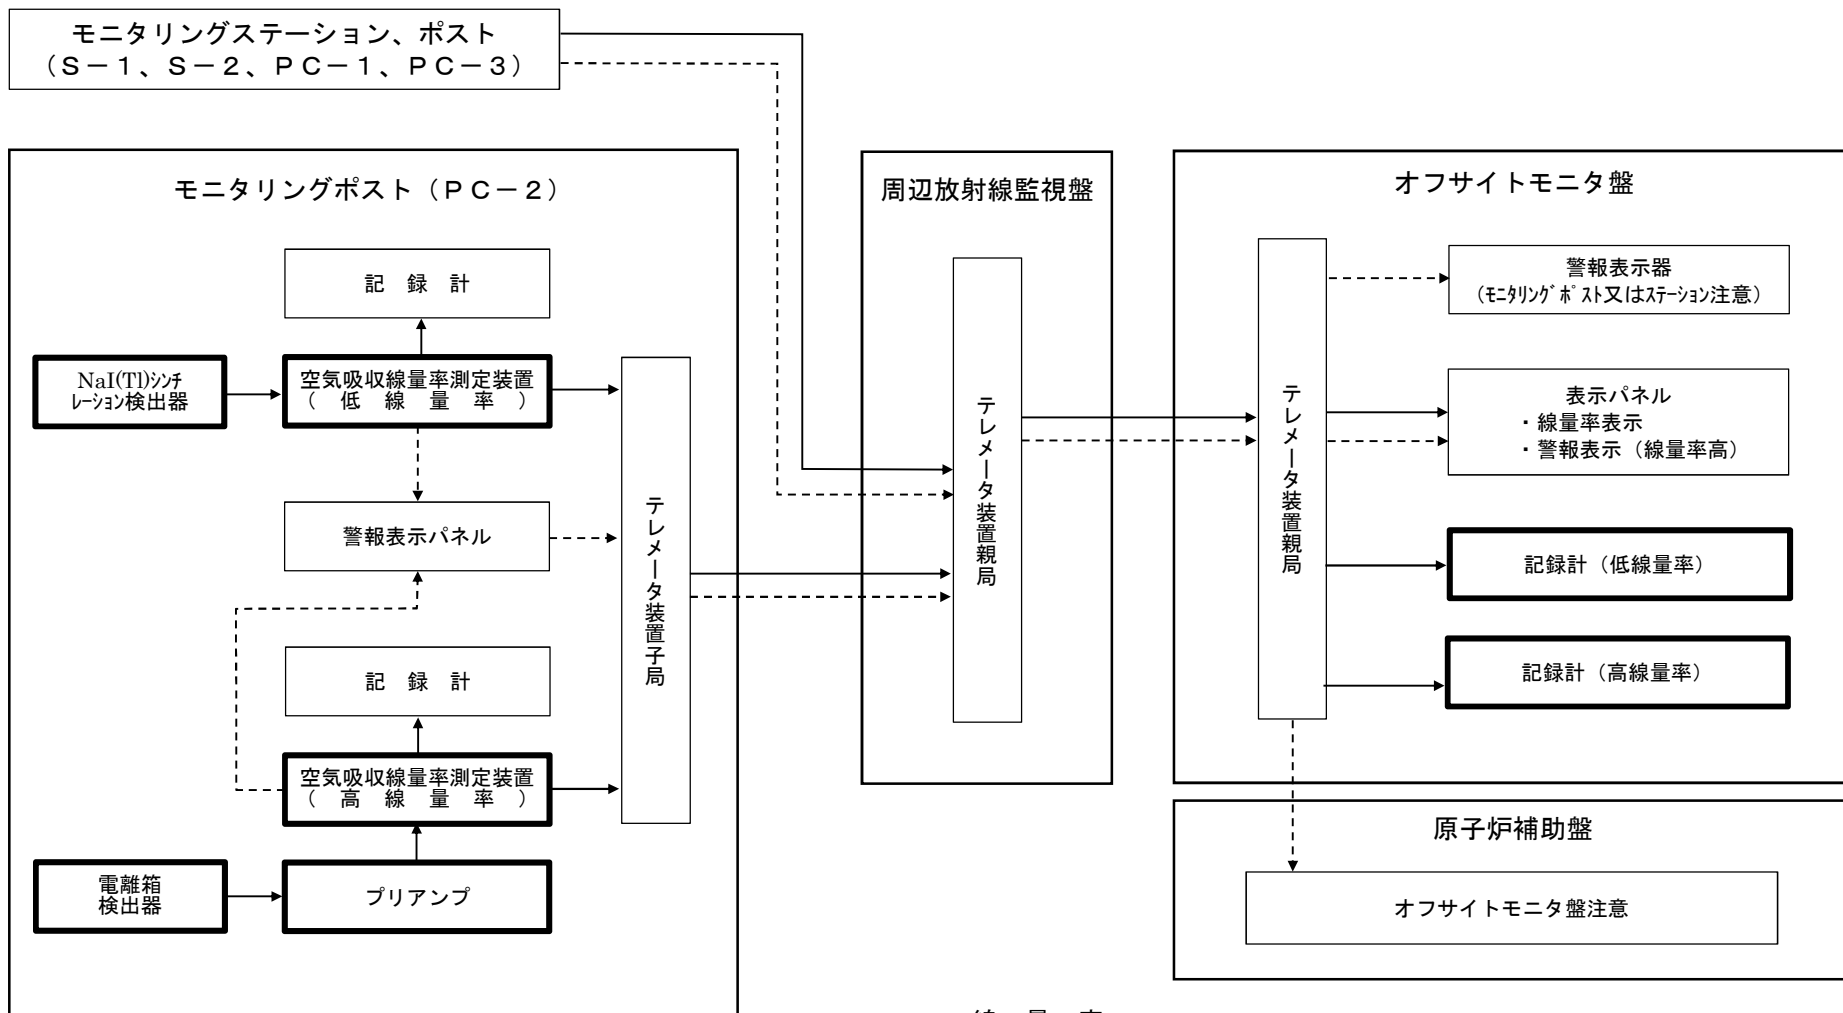 モニタリングステーション、ポスト
（Ｓ－１、Ｓ－２、ＰＣ－１、ＰＣ－３）
モニタリングポスト（ＰＣ－２）
記　録　計
NaI(Tl)ｼﾝﾁ
ﾚｰｼｮﾝ検出器
空気吸収線量率測定装置
（　低　線　量　率　）
警報表示パネル
記　録　計
空気吸収線量率測定装置
（　高　線　量　率　）
電離箱
検出器
プリアンプ
テレメータ装置子局
周辺放射線監視盤
テレメータ装置親局
オフサイトモニタ盤
テレメータ装置親局
警報表示器
（ﾓﾆﾀﾘﾝｸﾞﾎﾟｽﾄ又はｽﾃｰｼｮﾝ注意）
表示パネル
・線量率表示
・警報表示（線量率高）
記録計（低線量率）
記録計（高線量率）
原子炉補助盤
オフサイトモニタ盤注意